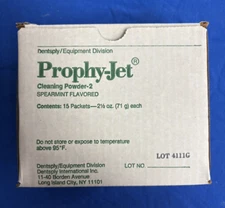 Dentsply/Equipment Division
Prophy-Jet®
Cleaning Powder-2
SPEARMINT FLAVORED
Contents: 15 Packets—2½ oz. (71 g) each
Do not store or expose to temperature
above 95°F.
Dentsply/Equipment Division
Dentsply International Inc.
11-40 Borden Avenue
Long Island City, NY 11101
LOT NO.
LOT 4111G